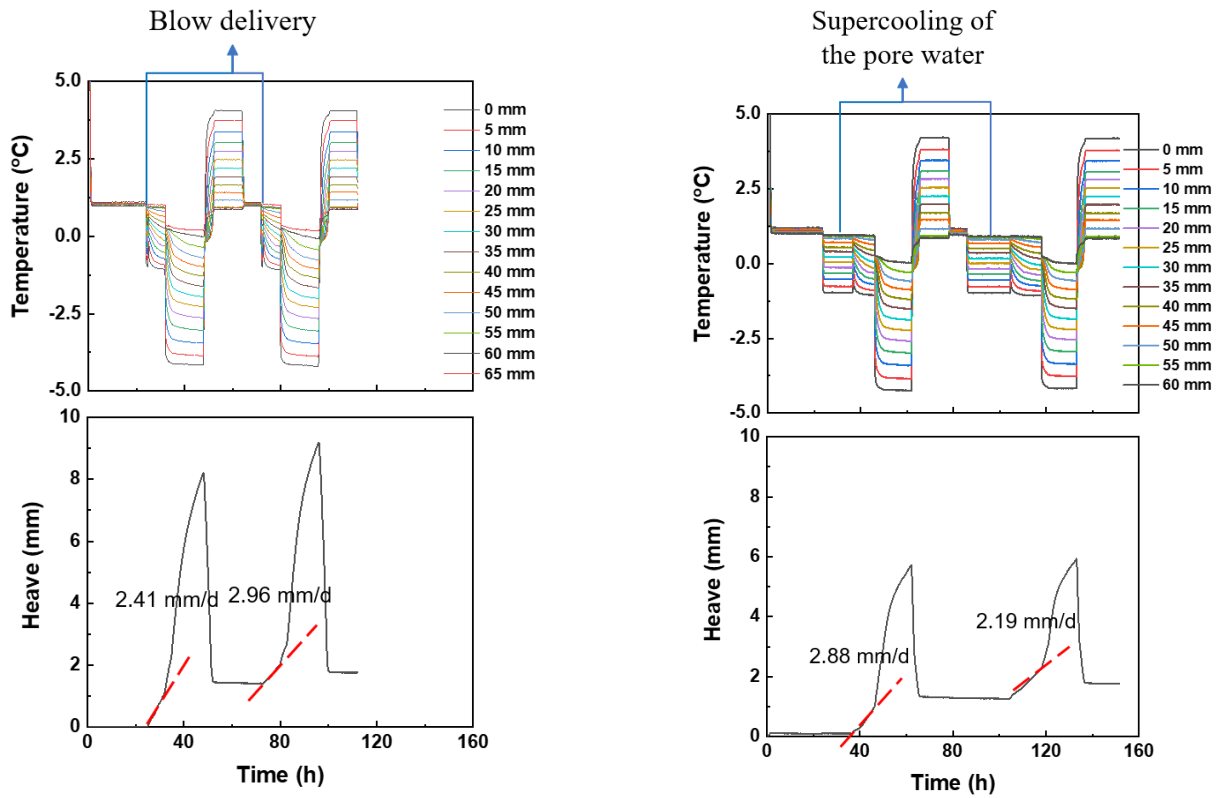 Blow delivery
5.0
2.5
0.0
-2.5
-5.0
Temperature (°C)
0 mm
5 mm
10 mm
15 mm
20 mm
25 mm
30 mm
35 mm
40 mm
45 mm
50 mm
55 mm
60 mm
65 mm
10
8
6
4
2
0
Heave (mm)
2.41 mm/d
2.96 mm/d
0
40
80
120
160
Time (h)
Supercooling of
the pore water
5.0
2.5
0.0
-2.5
-5.0
Temperature (°C)
0 mm
5 mm
10 mm
15 mm
20 mm
25 mm
30 mm
35 mm
40 mm
45 mm
50 mm
55 mm
60 mm
10
8
6
4
2
0
Heave (mm)
2.88 mm/d
2.19 mm/d
0
40
80
120
160
Time (h)